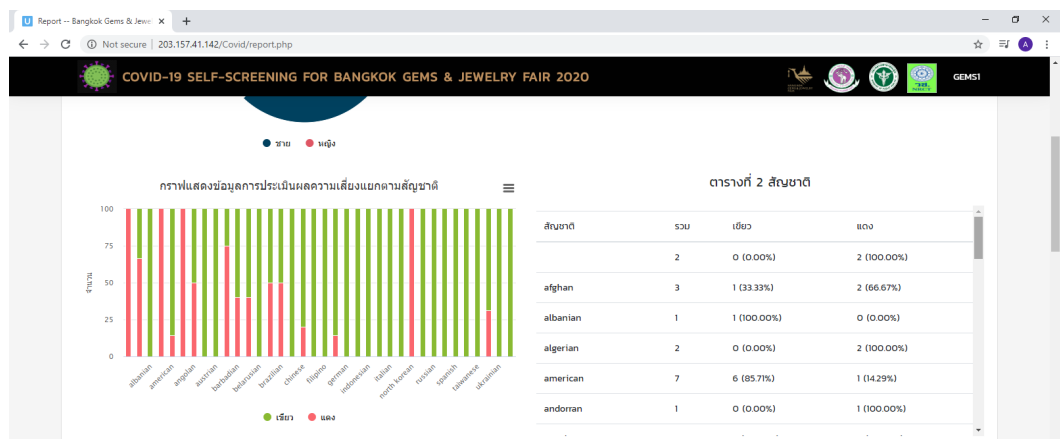 Report -- Bangkok Gems & Jewe
Not secure | 203.157.41.142/Covid/report.php
A
COVID-19 SELF-SCREENING FOR BANGKOK GEMS & JEWELRY FAIR 2020
GEMS1
ชาย หญิง
กราฟแสดงข้อมูลการประเมินผลความเสี่ยงแยกตามสัญชาติ
จำนวน
100
75
50
25
0
albanian american angolan austrian barbadian belarusian brazilian chinese filipino german indonesian italian north korean russian spanish taiwanese ukrainian
เขียว แดง
ตารางที่ 2 สัญชาติ
สัญชาติ รวม เขียว แดง
2 0 (0.00%) 2 (100.00%)
afghan 3 1 (33.33%) 2 (66.67%)
albanian 1 1 (100.00%) 0 (0.00%)
algerian 2 0 (0.00%) 2 (100.00%)
american 7 6 (85.71%) 1 (14.29%)
andorran 1 0 (0.00%) 1 (100.00%)